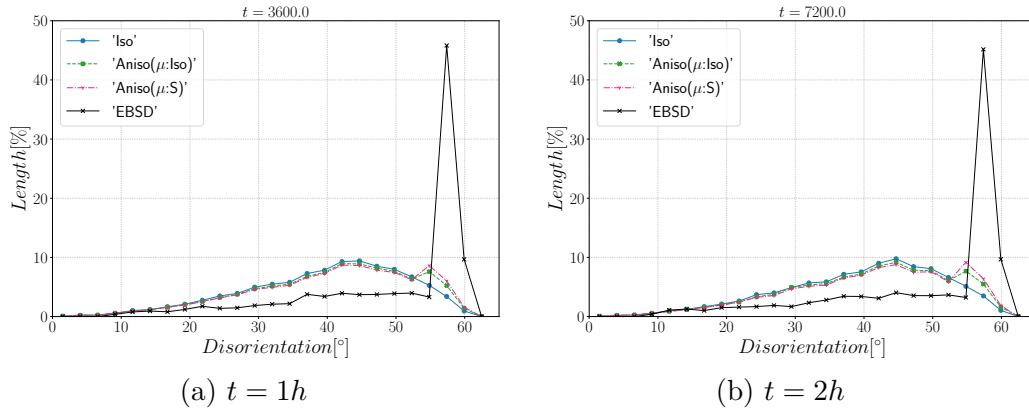 t = 3600.0
50
40
30
20
10
0
Length[%]
'Iso'
'Aniso(μ:Iso)'
'Aniso(μ:S)'
'EBSD'
0 10 20 30 40 50 60
Disorientation[°]
(a) t = 1h
t = 7200.0
50
40
30
20
10
0
Length[%]
'Iso'
'Aniso(μ:Iso)'
'Aniso(μ:S)'
'EBSD'
0 10 20 30 40 50 60
Disorientation[°]
(b) t = 2h